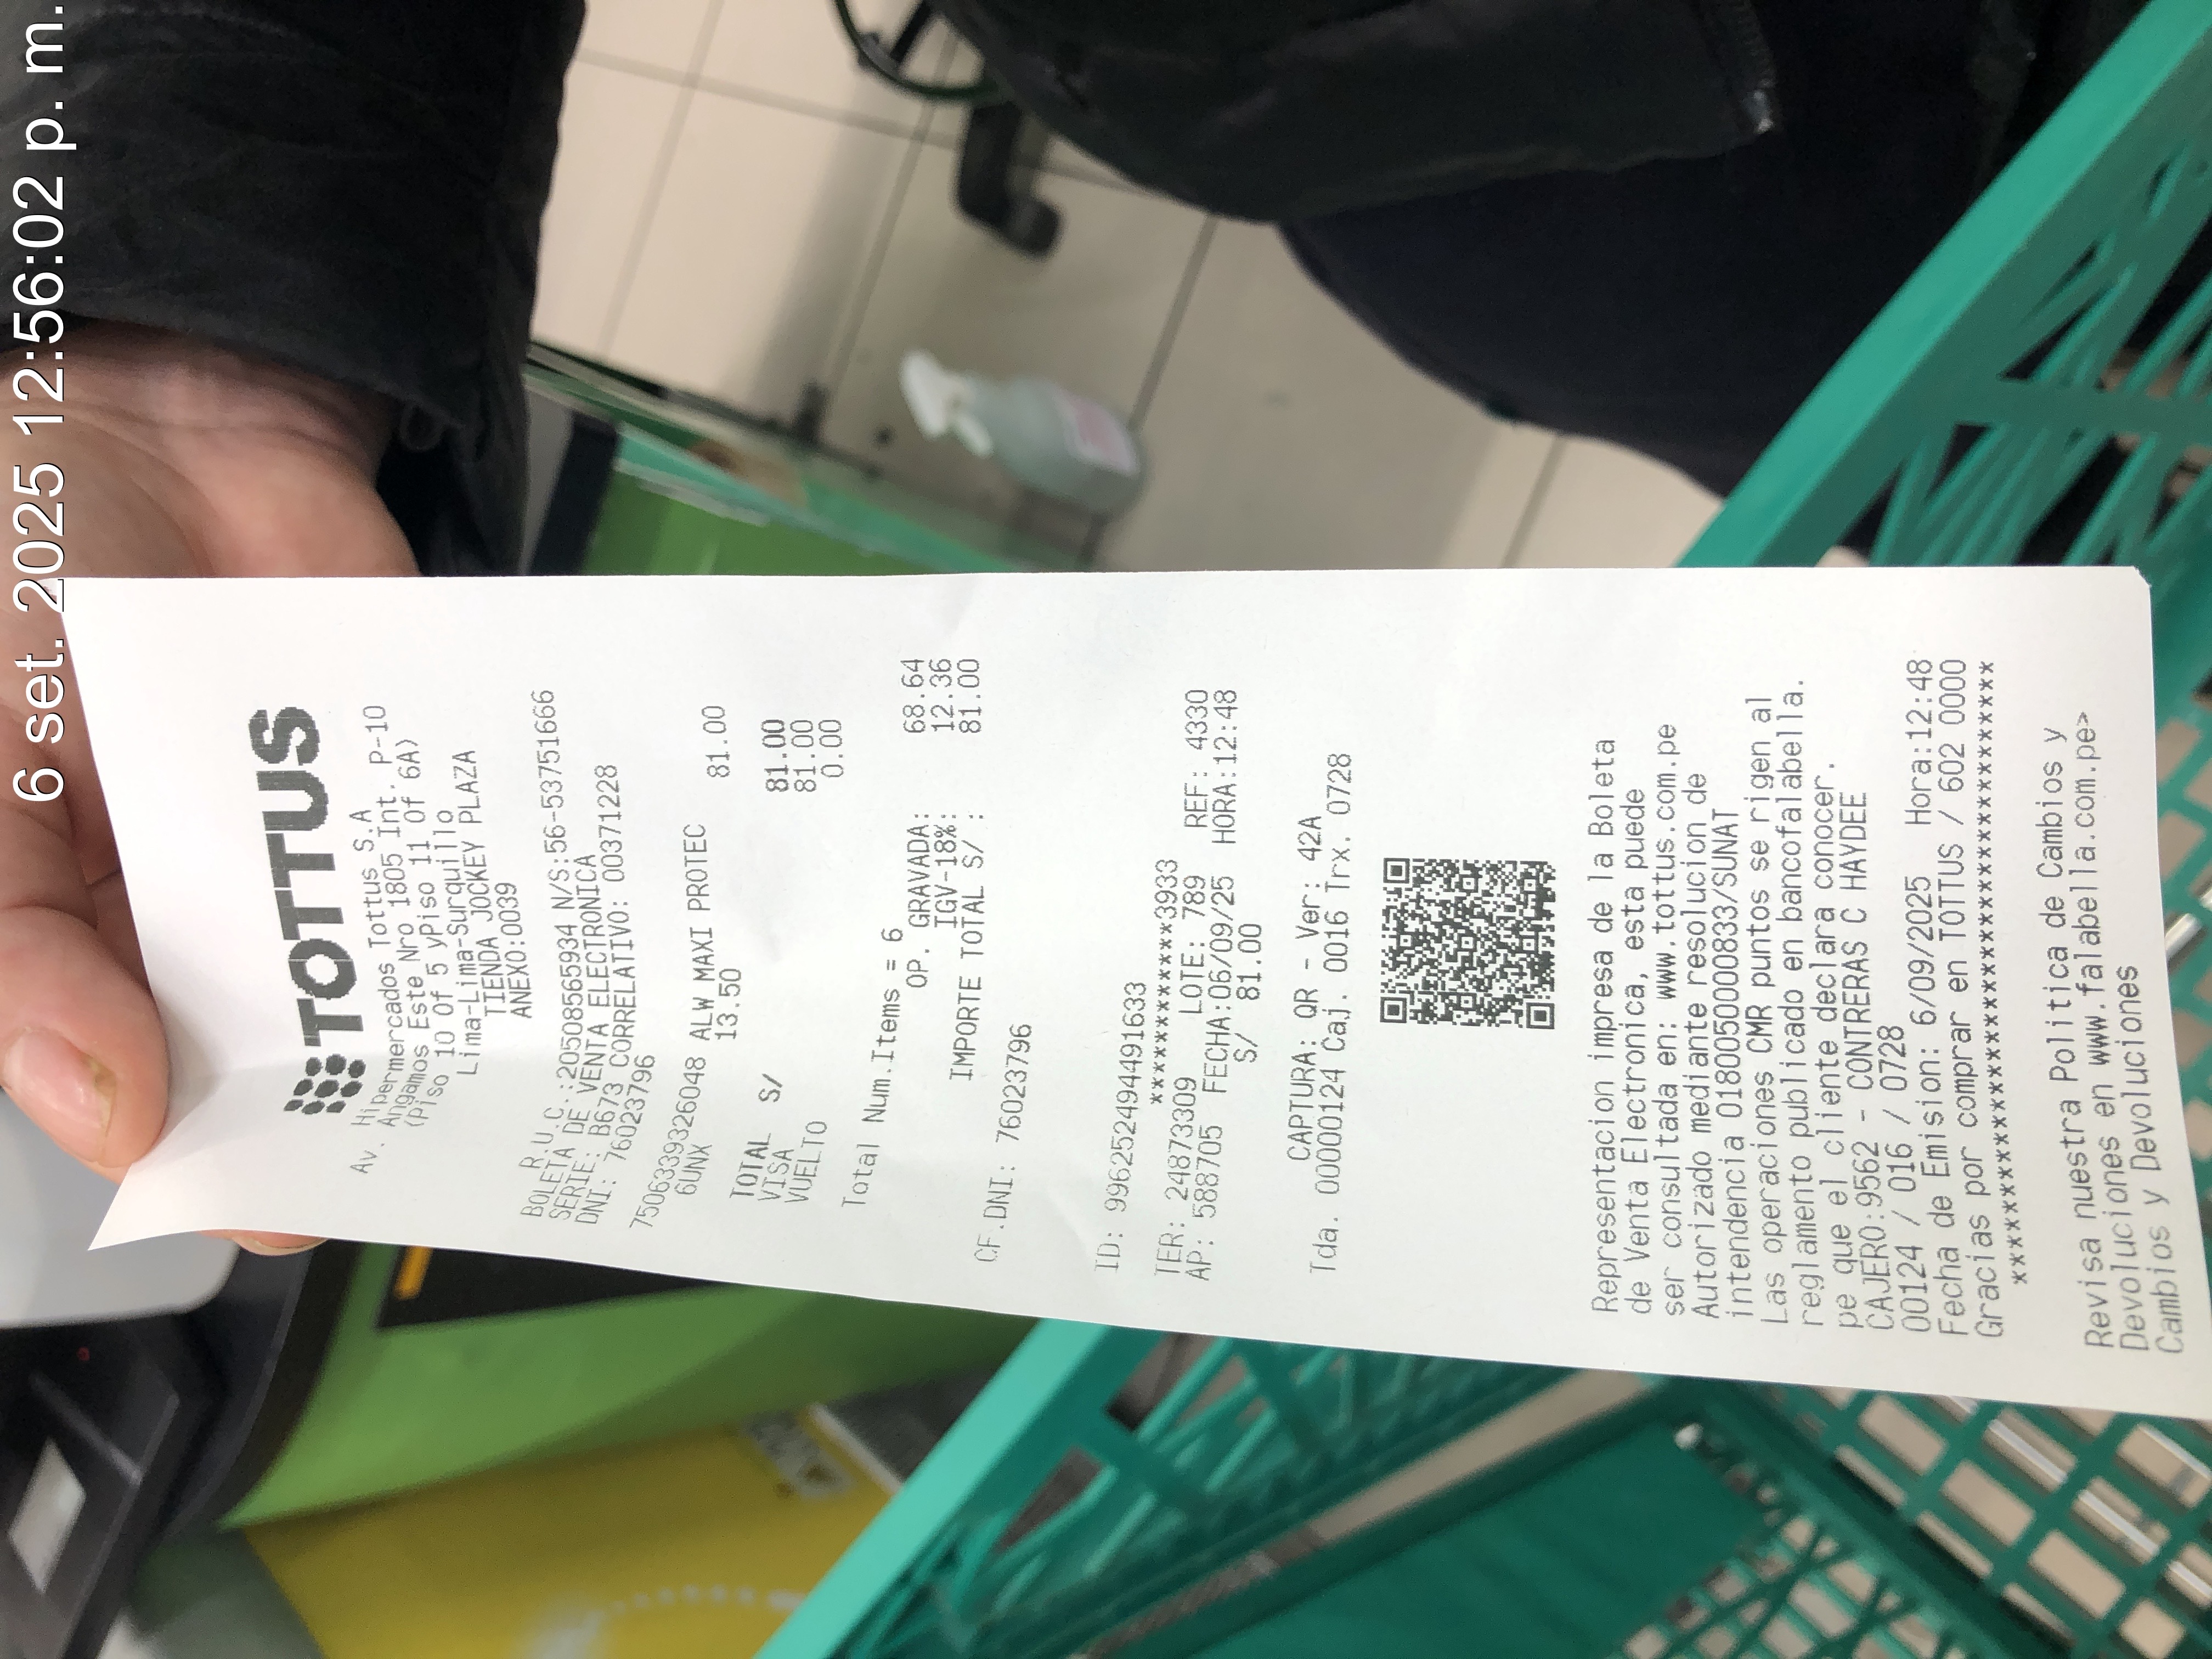 6 set. 2025 12:56:02 p. m.
TOTTUS
Hipermercados Tottus S.A
Av. Angamos Este Nro 1805 Int. P-10
(Piso 10 Of 5 yPiso 11 Of 6A)
Lima-Lima-Surquillo
TIENDA JOCKEY PLAZA
ANEXO:0039
R.U.C.:20508565934 N/S:56-53751666
BOLETA DE VENTA ELECTRONICA
SERIE: B673 CORRELATIVO: 00371228
DNI: 76023796
7506339326048 ALW MAXI PROTEC
6UNX 13.50 81.00
TOTAL S/ 81.00
VISA 81.00
VUELTO 0.00
Total Num.Items = 6
OP. GRAVADA: 68.64
IGV-18%: 12.36
IMPORTE TOTAL S/ : 81.00
CF.DNI: 76023796
ID: 996252494491633
************3933
TER: 24873309 LOTE: 789 REF: 4330
AP: 588705 FECHA:06/09/25 HORA:12:48
S/ 81.00
CAPTURA: QR - Ver: 42A
Tda. 00000124 Caj. 0016 Trx. 0728
Representacion impresa de la Boleta
de Venta Electronica, esta puede
ser consultada en: www.tottus.com.pe
Autorizado mediante resolucion de
intendencia 0180050000833/SUNAT
Las operaciones CMR puntos se rigen al
reglamento publicado en bancofalabella.
pe que el cliente declara conocer.
CAJERO:9562 - CONTRERAS C HAYDEE
00124 / 016 / 0728
Fecha de Emision: 6/09/2025 Hora:12:48
Gracias por comprar en TOTTUS / 602 0000
***************************************
Revisa nuestra Politica de Cambios y
Devoluciones en www.falabella.com.pe>
Cambios y Devoluciones